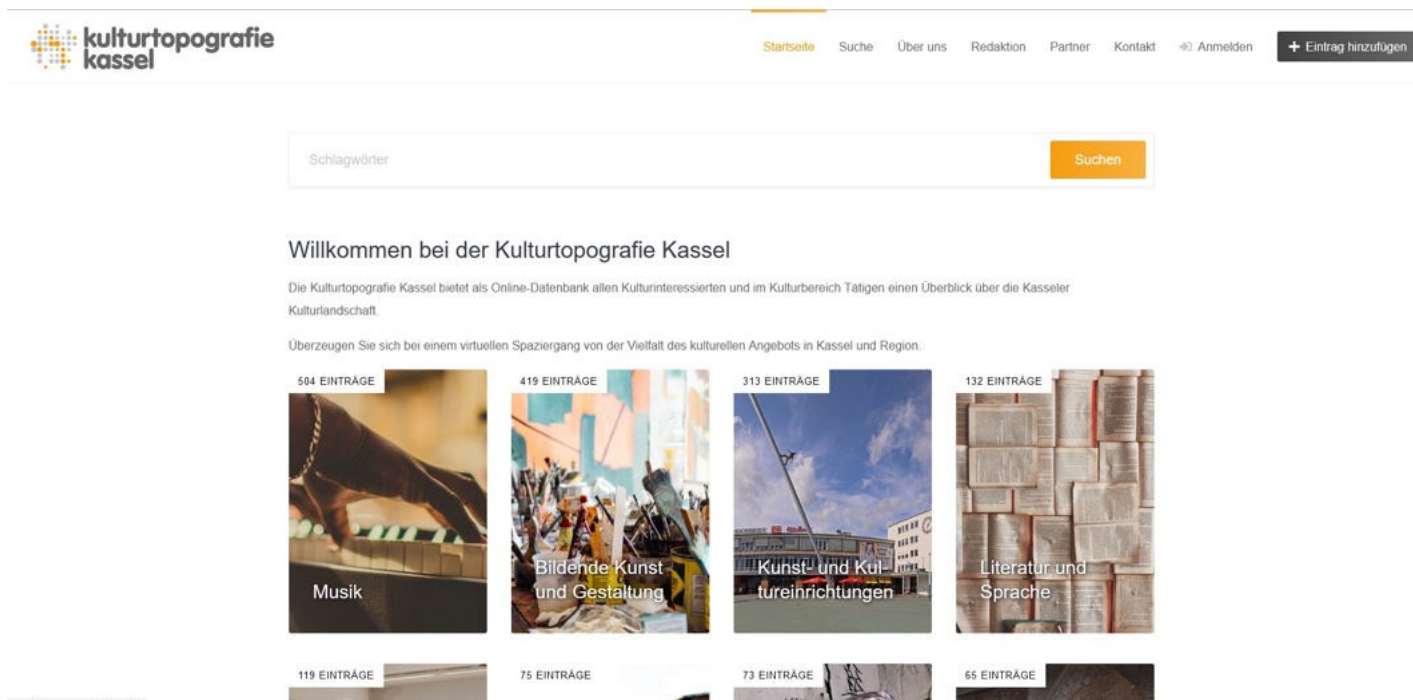 kulturtopografie
kassel
Startseite Suche Über uns Redaktion Partner Kontakt Anmelden + Eintrag hinzufügen
Schlagwörter Suchen
Willkommen bei der Kulturtopografie Kassel
Die Kulturtopografie Kassel bietet als Online-Datenbank allen Kulturinteressierten und im Kulturbereich Tätigen einen Überblick über die Kasseler
Kulturlandschaft.
Überzeugen Sie sich bei einem virtuellen Spaziergang von der Vielfalt des kulturellen Angebots in Kassel und Region.
504 EINTRÄGE
Musik
419 EINTRÄGE
Bildende Kunst
und Gestaltung
313 EINTRÄGE
Kunst- und Kul-
tureinrichtungen
132 EINTRÄGE
Literatur und
Sprache
119 EINTRÄGE
75 EINTRÄGE
73 EINTRÄGE
65 EINTRÄGE